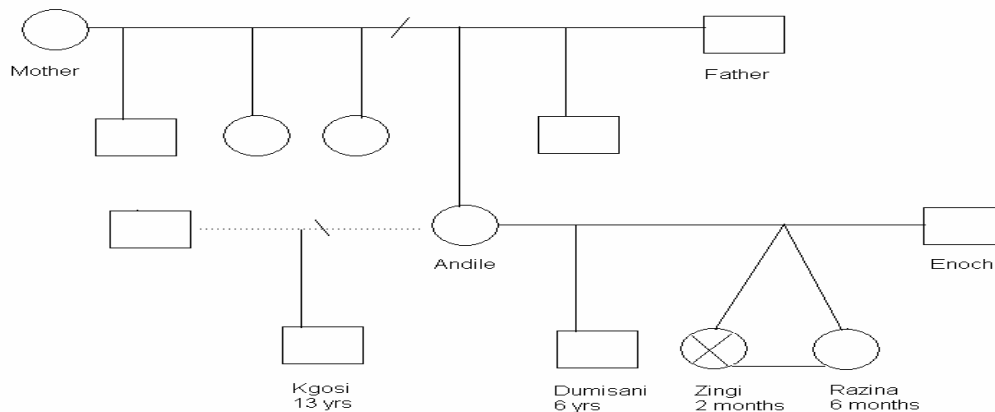 Mother
Father
Andile
Enoch
Kgosi
13 yrs
Dumisani
6 yrs
Zingi
2 months
Razina
6 months